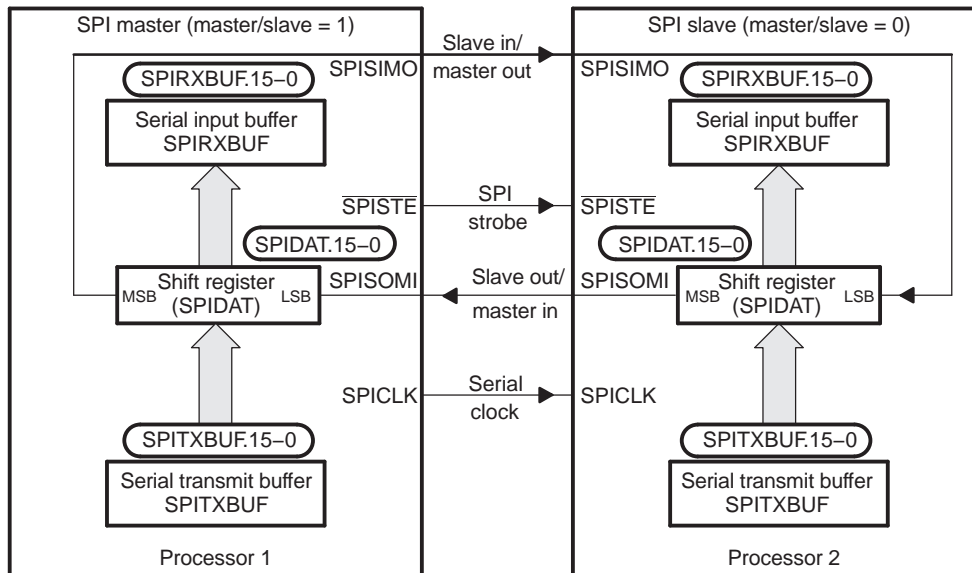 SPI master (master/slave = 1)
SPIRXBUF.15–0
Serial input buffer
SPIRXBUF
SPISIMO
SPISTE
SPIDAT.15–0
MSB
Shift register
(SPIDAT)
LSB
SPISOMI
SPICLK
SPITXBUF.15–0
Serial transmit buffer
SPITXBUF
Processor 1
Slave in/
master out
SPI
strobe
Slave out/
master in
Serial
clock
SPI slave (master/slave = 0)
SPISIMO
SPIRXBUF.15–0
Serial input buffer
SPIRXBUF
SPISTE
SPIDAT.15–0
SPISOMI
MSB
Shift register
(SPIDAT)
LSB
SPICLK
SPITXBUF.15–0
Serial transmit buffer
SPITXBUF
Processor 2